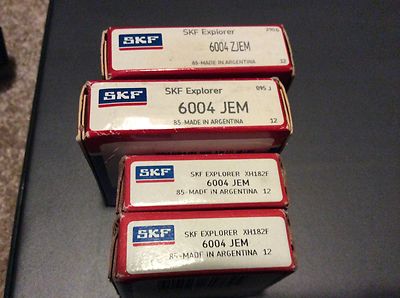 SKF
SKF Explorer
6004 ZJEM
85-MADE IN ARGENTINA 12
SKF
SKF Explorer 095 J
6004 JEM
85-MADE IN ARGENTINA 12
SKF
SKF EXPLORER XH182F
6004 JEM
85-MADE IN ARGENTINA 12
SKF
SKF EXPLORER XH182F
6004 JEM
85-MADE IN ARGENTINA 12